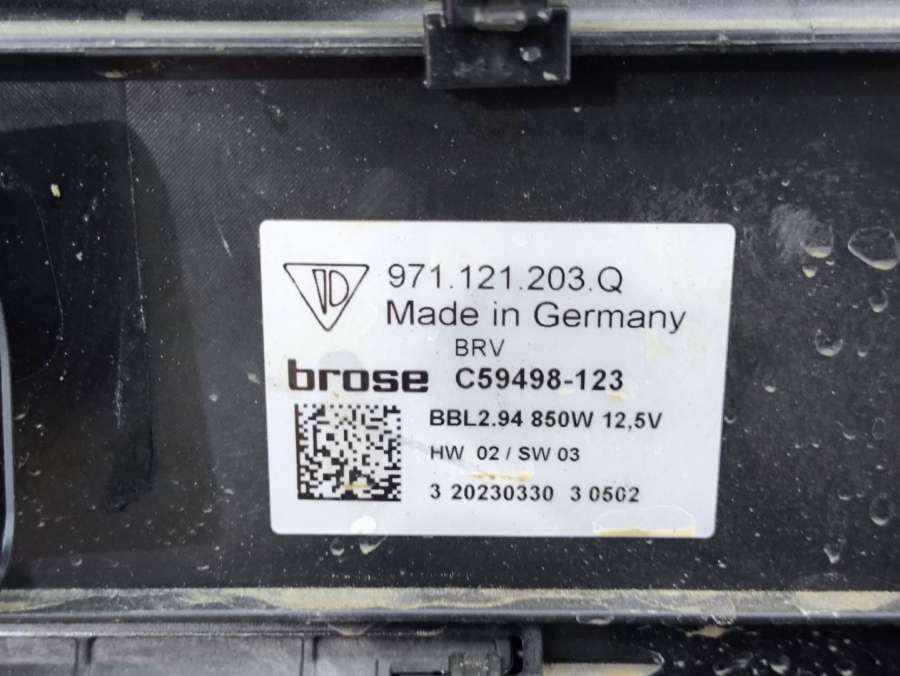 971.121.203.Q
Made in Germany
BRV
brose C59498-123
BBL2.94 850W 12,5V
HW 02 / SW 03
3 20230330 3 0502